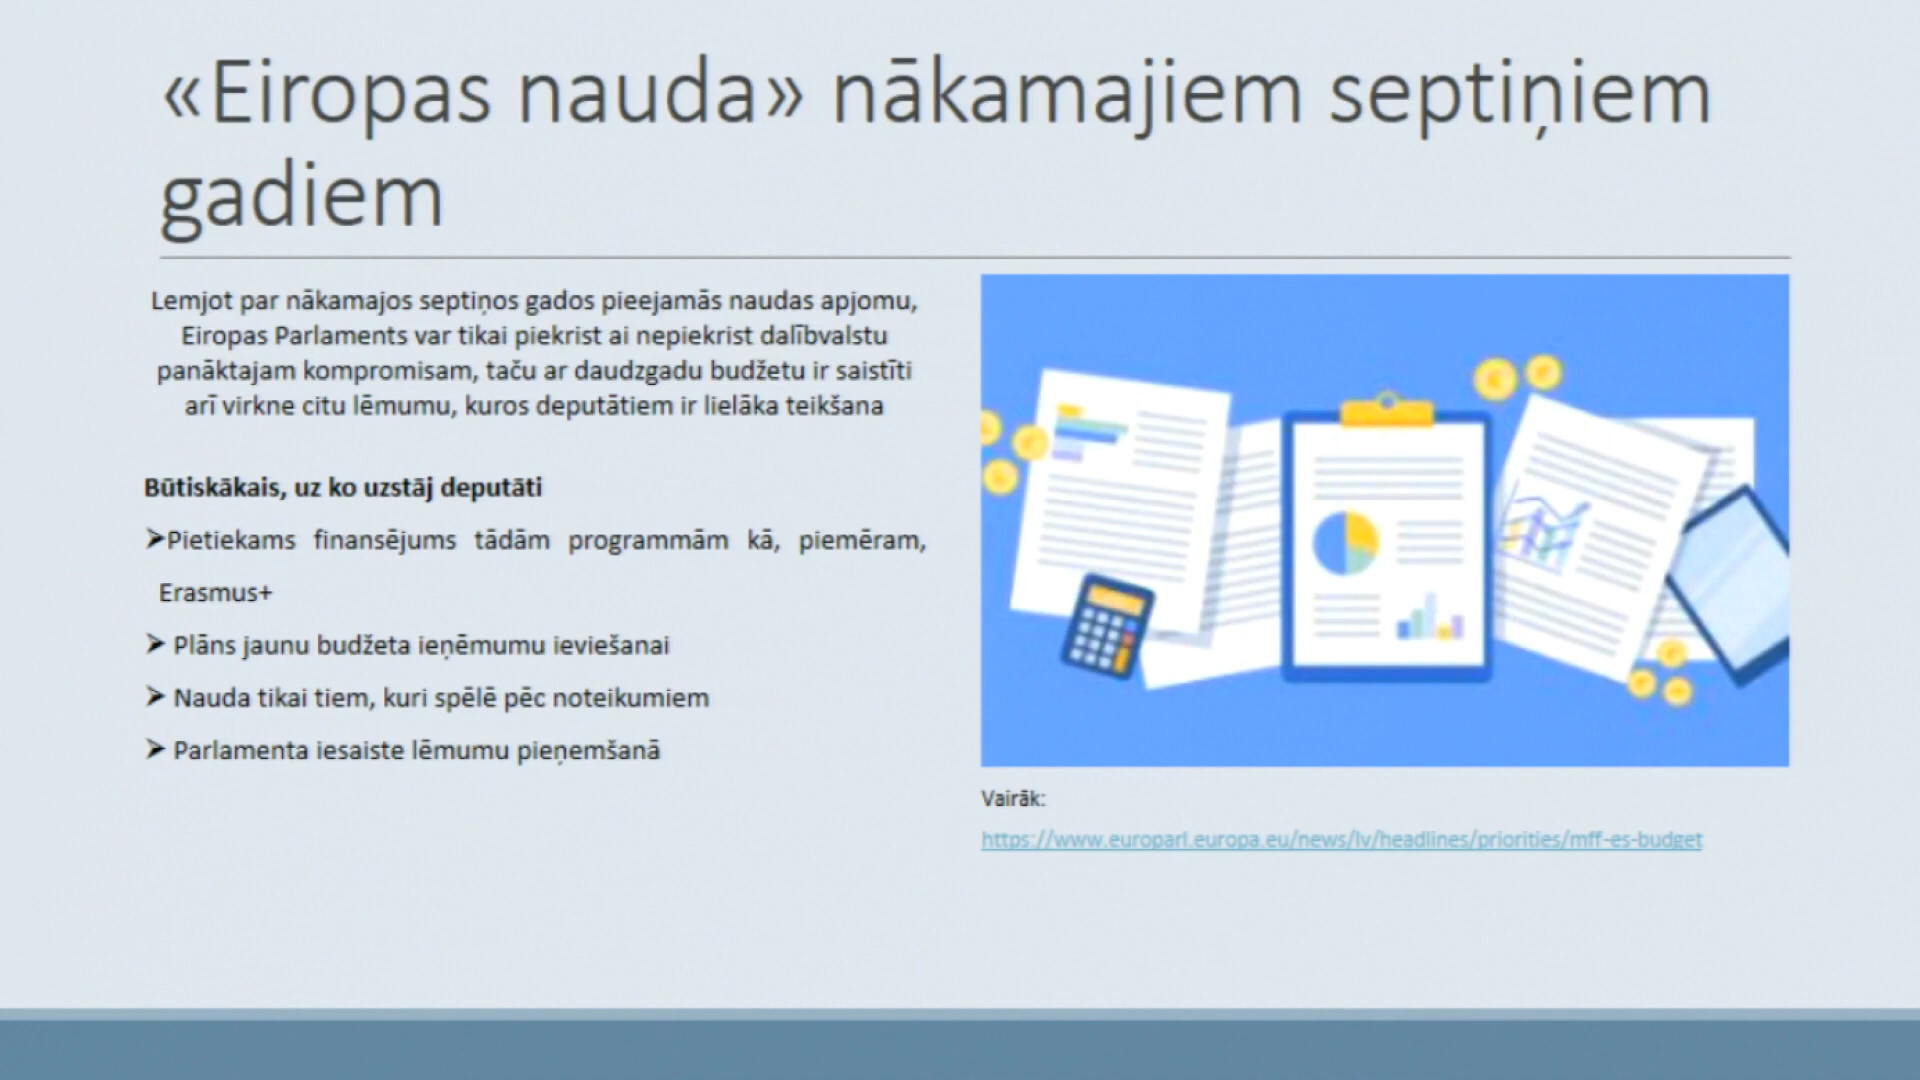 «Eiropas nauda» nākamajiem septiņiem
gadiem
Lemjot par nākamajos septiņos gados pieejamās naudas apjomu,
Eiropas Parlaments var tikai piekrist ai nepiekrist dalībvalstu
panāktajam kompromisam, taču ar daudzgadu budžetu ir saistīti
arī virkne citu lēmumu, kuros deputātiem ir lielāka teikšana
Būtiskākais, uz ko uzstāj deputāti
➢Pietiekams finansējums tādām programmām kā, piemēram,
Erasmus+
➢ Plāns jaunu budžeta ieņēmumu ieviešanai
➢ Nauda tikai tiem, kuri spēlē pēc noteikumiem
➢ Parlamenta iesaiste lēmumu pieņemšanā
Vairāk:
https://www.europarl.europa.eu/news/lv/headlines/priorities/mff-es-budget